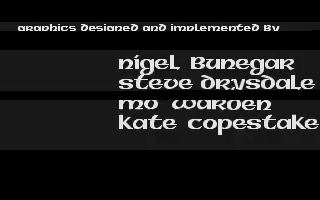 Graphics designed and implemented By
nigel Bunegar
steve drysdale
mo warden
kate copestake